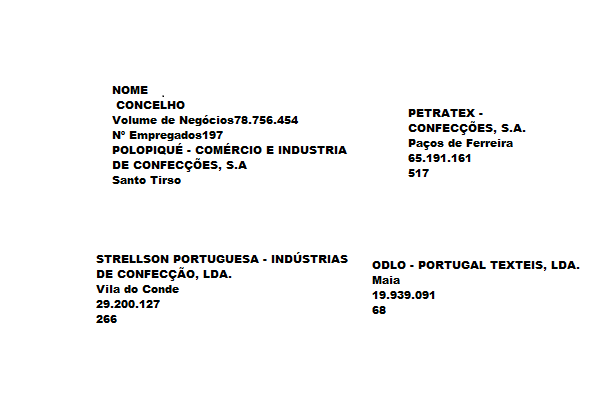 NOME .
CONCELHO
Volume de Negócios78.756.454
Nº Empregados197
POLOPIQUÉ - COMÉRCIO E INDUSTRIA
DE CONFECÇÕES, S.A
Santo Tirso
PETRATEX -
CONFECÇÕES, S.A.
Paços de Ferreira
65.191.161
517
STRELLSON PORTUGUESA - INDÚSTRIAS
DE CONFECÇÃO, LDA.
Vila do Conde
29.200.127
266
ODLO - PORTUGAL TEXTEIS, LDA.
Maia
19.939.091
68